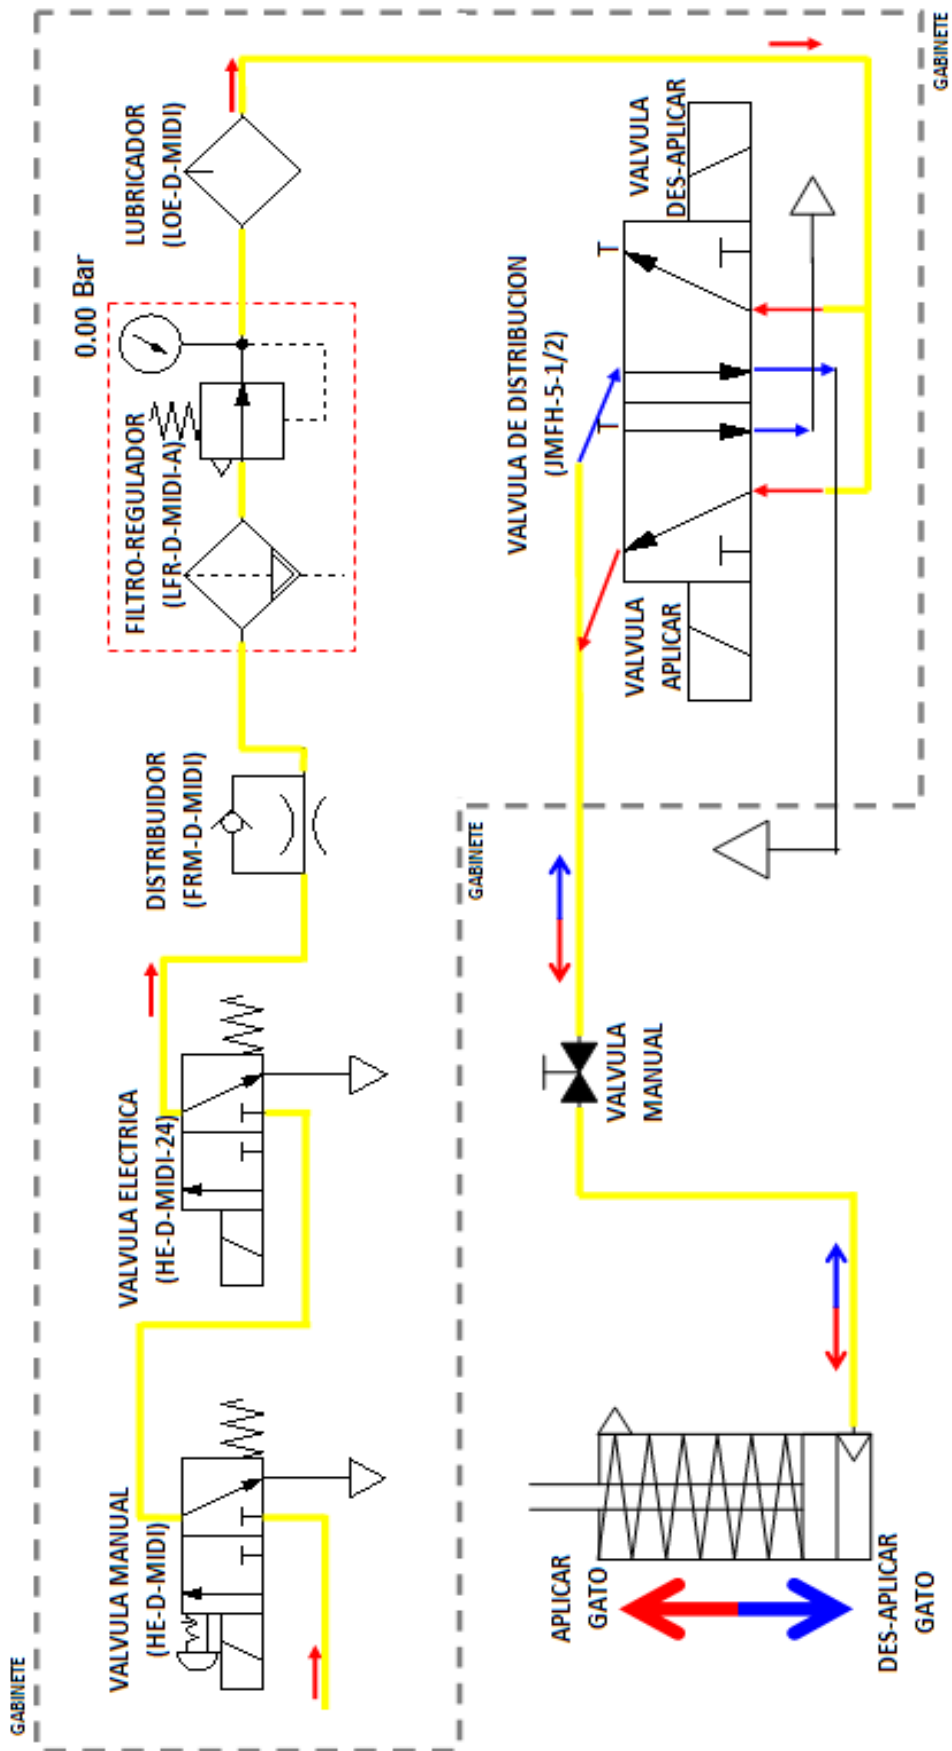 GABINETE
VALVULA MANUAL
(HE-D-MIDI)
VALVULA ELECTRICA
(HE-D-MIDI-24)
DISTRIBUIDOR
(FRM-D-MIDI)
FILTRO-REGULADOR
(LFR-D-MIDI-A)
0.00 Bar
LUBRICADOR
(LOE-D-MIDI)
GABINETE
APLICAR
GATO
DES-APLICAR
GATO
VALVULA
MANUAL
VALVULA DE DISTRIBUCION
(JMFH-5-1/2)
VALVULA
APLICAR
VALVULA
DES-APLICAR
GABINETE